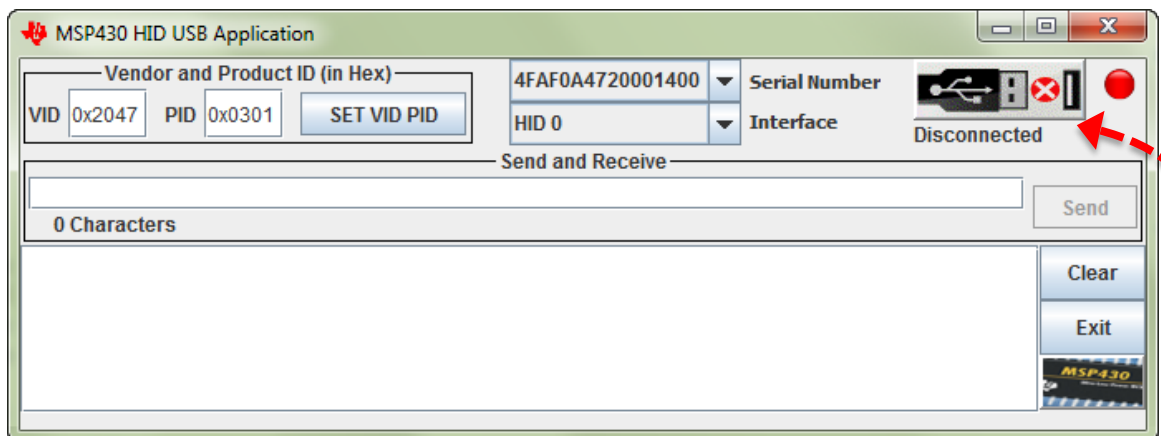 MSP430 HID USB Application
Vendor and Product ID (in Hex)
VID 0x2047 PID 0x0301 SET VID PID
4FAF0A4720001400 Serial Number
HID 0 Interface
Disconnected
Send and Receive
Send
0 Characters
Clear
Exit
MSP430